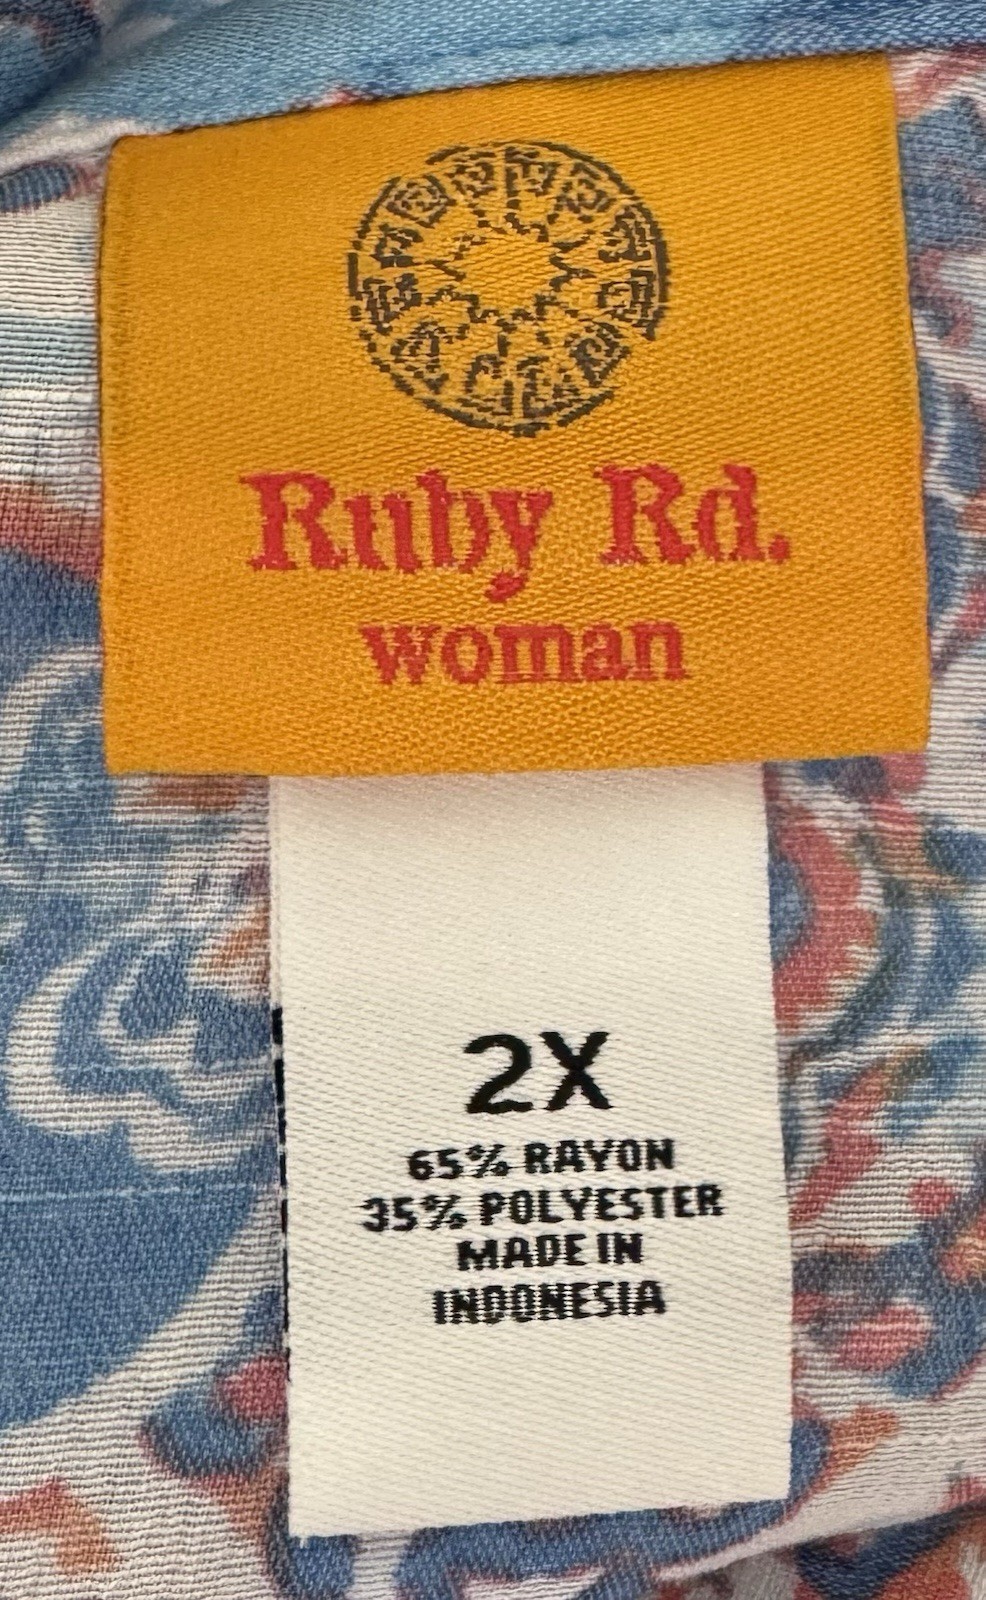 Ruby Rd.
woman
2X
65% RAYON
35% POLYESTER
MADE IN
INDONESIA